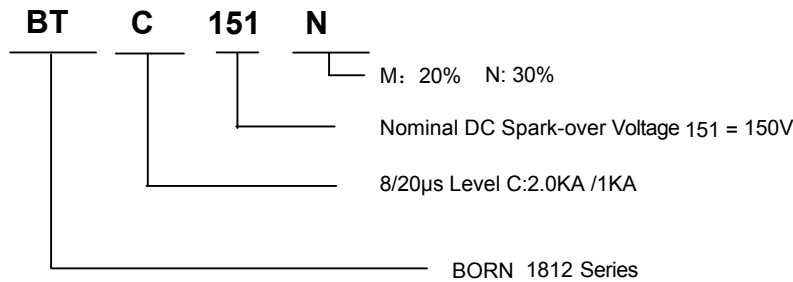 BT C 151 N
M：20% N: 30%
Nominal DC Spark-over Voltage 151 = 150V
8/20μs Level C:2.0KA /1KA
BORN 1812 Series